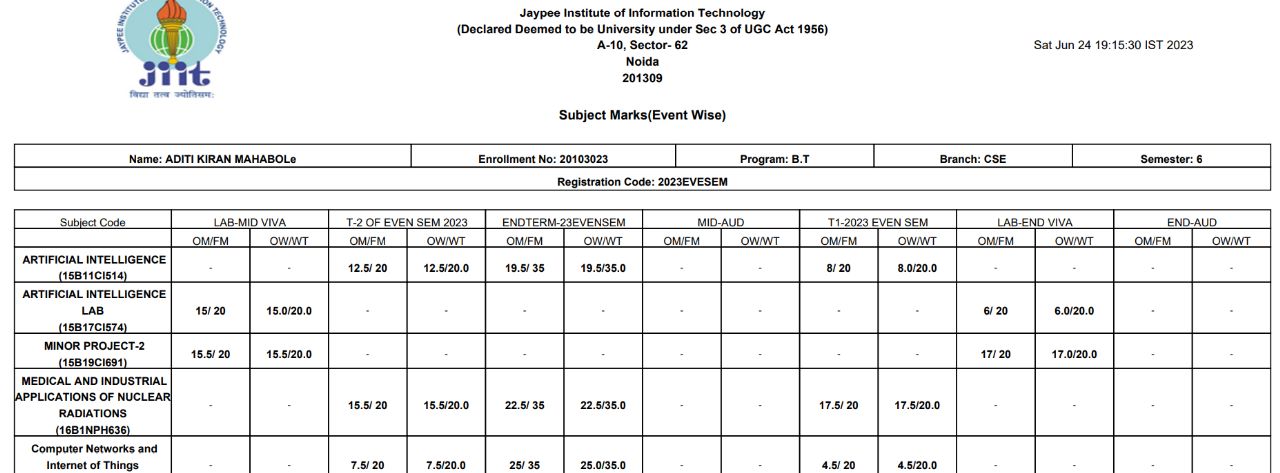 JAYPEE INSTITUTE OF INFORMATION TECHNOLOGY
jiit
विद्या तत्व ज्योतिसमः
Jaypee Institute of Information Technology
(Declared Deemed to be University under Sec 3 of UGC Act 1956)
A-10, Sector- 62
Noida
201309
Sat Jun 24 19:15:30 IST 2023
Subject Marks(Event Wise)
Name: ADITI KIRAN MAHABOLe Enrollment No: 20103023 Program: B.T Branch: CSE Semester: 6
Registration Code: 2023EVESEM
Subject Code LAB-MID VIVA T-2 OF EVEN SEM 2023 ENDTERM-23EVENSEM MID-AUD T1-2023 EVEN SEM LAB-END VIVA END-AUD
OM/FM OW/WT OM/FM OW/WT OM/FM OW/WT OM/FM OW/WT OM/FM OW/WT OM/FM OW/WT OM/FM OW/WT
ARTIFICIAL INTELLIGENCE
(15B11CI514) - - 12.5/ 20 12.5/20.0 19.5/ 35 19.5/35.0 - - 8/ 20 8.0/20.0 - - - -
ARTIFICIAL INTELLIGENCE
LAB 15/ 20 15.0/20.0 - - - - - - - - 6/ 20 6.0/20.0 - -
(15B17CI574)
MINOR PROJECT-2
(15B19CI691) 15.5/ 20 15.5/20.0 - - - - - - - - 17/ 20 17.0/20.0 - -
MEDICAL AND INDUSTRIAL
APPLICATIONS OF NUCLEAR - - 15.5/ 20 15.5/20.0 22.5/ 35 22.5/35.0 - - 17.5/ 20 17.5/20.0 - - - -
RADIATIONS
(16B1NPH636)
Computer Networks and
Internet of Things - - 7.5/ 20 7.5/20.0 25/ 35 25.0/35.0 - - 4.5/ 20 4.5/20.0 - - - -